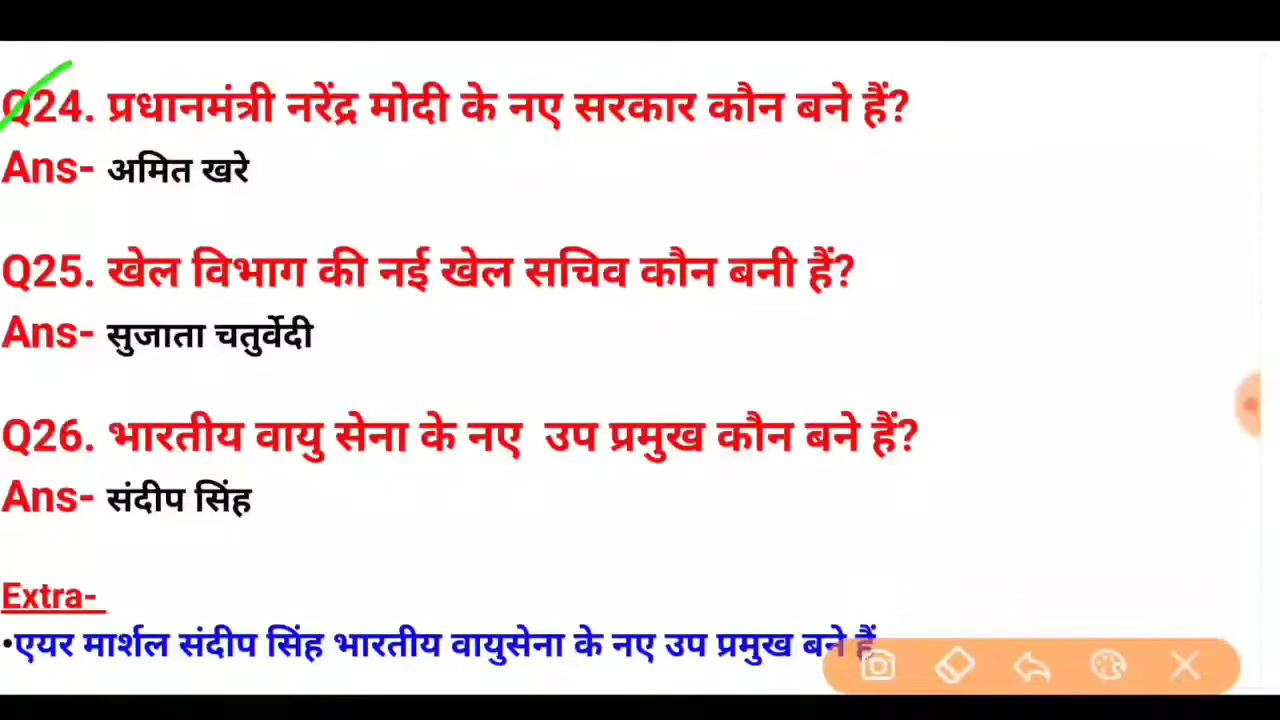 Q24. प्रधानमंत्री नरेंद्र मोदी के नए सरकार कौन बने हैं?
Ans- अमित खरे
Q25. खेल विभाग की नई खेल सचिव कौन बनी हैं?
Ans- सुजाता चतुर्वेदी
Q26. भारतीय वायु सेना के नए उप प्रमुख कौन बने हैं?
Ans- संदीप सिंह
Extra-
•एयर मार्शल संदीप सिंह भारतीय वायुसेना के नए उप प्रमुख बने हैं